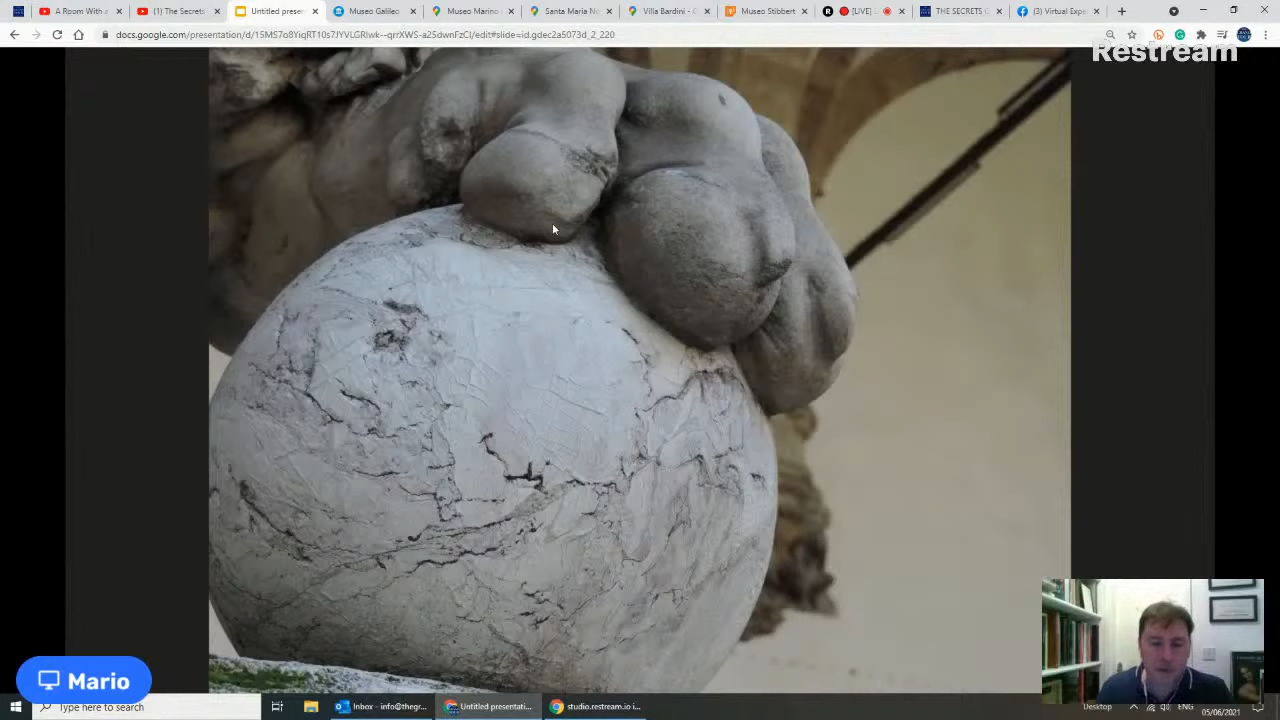 A Room With a
(1) The Secrets
Untitled presen
Museo Galileo
Museo Marino
Santa Maria No
Villa Bardini - G
Museo Stibbert
[LIVE]
THE SECRETS O
(3) Virtual Expe
docs.google.com/presentation/d/15MS7o8YiqRT10s7JYVLGRlwk--qrrXWS-a25dwnFzCI/edit#slide=id.gdec2a5073d_2_220
Restream
Mario
Type here to search
Inbox - info@thegr...
Untitled presentati...
studio.restream.io i...
Desktop
ENG
05/06/2021